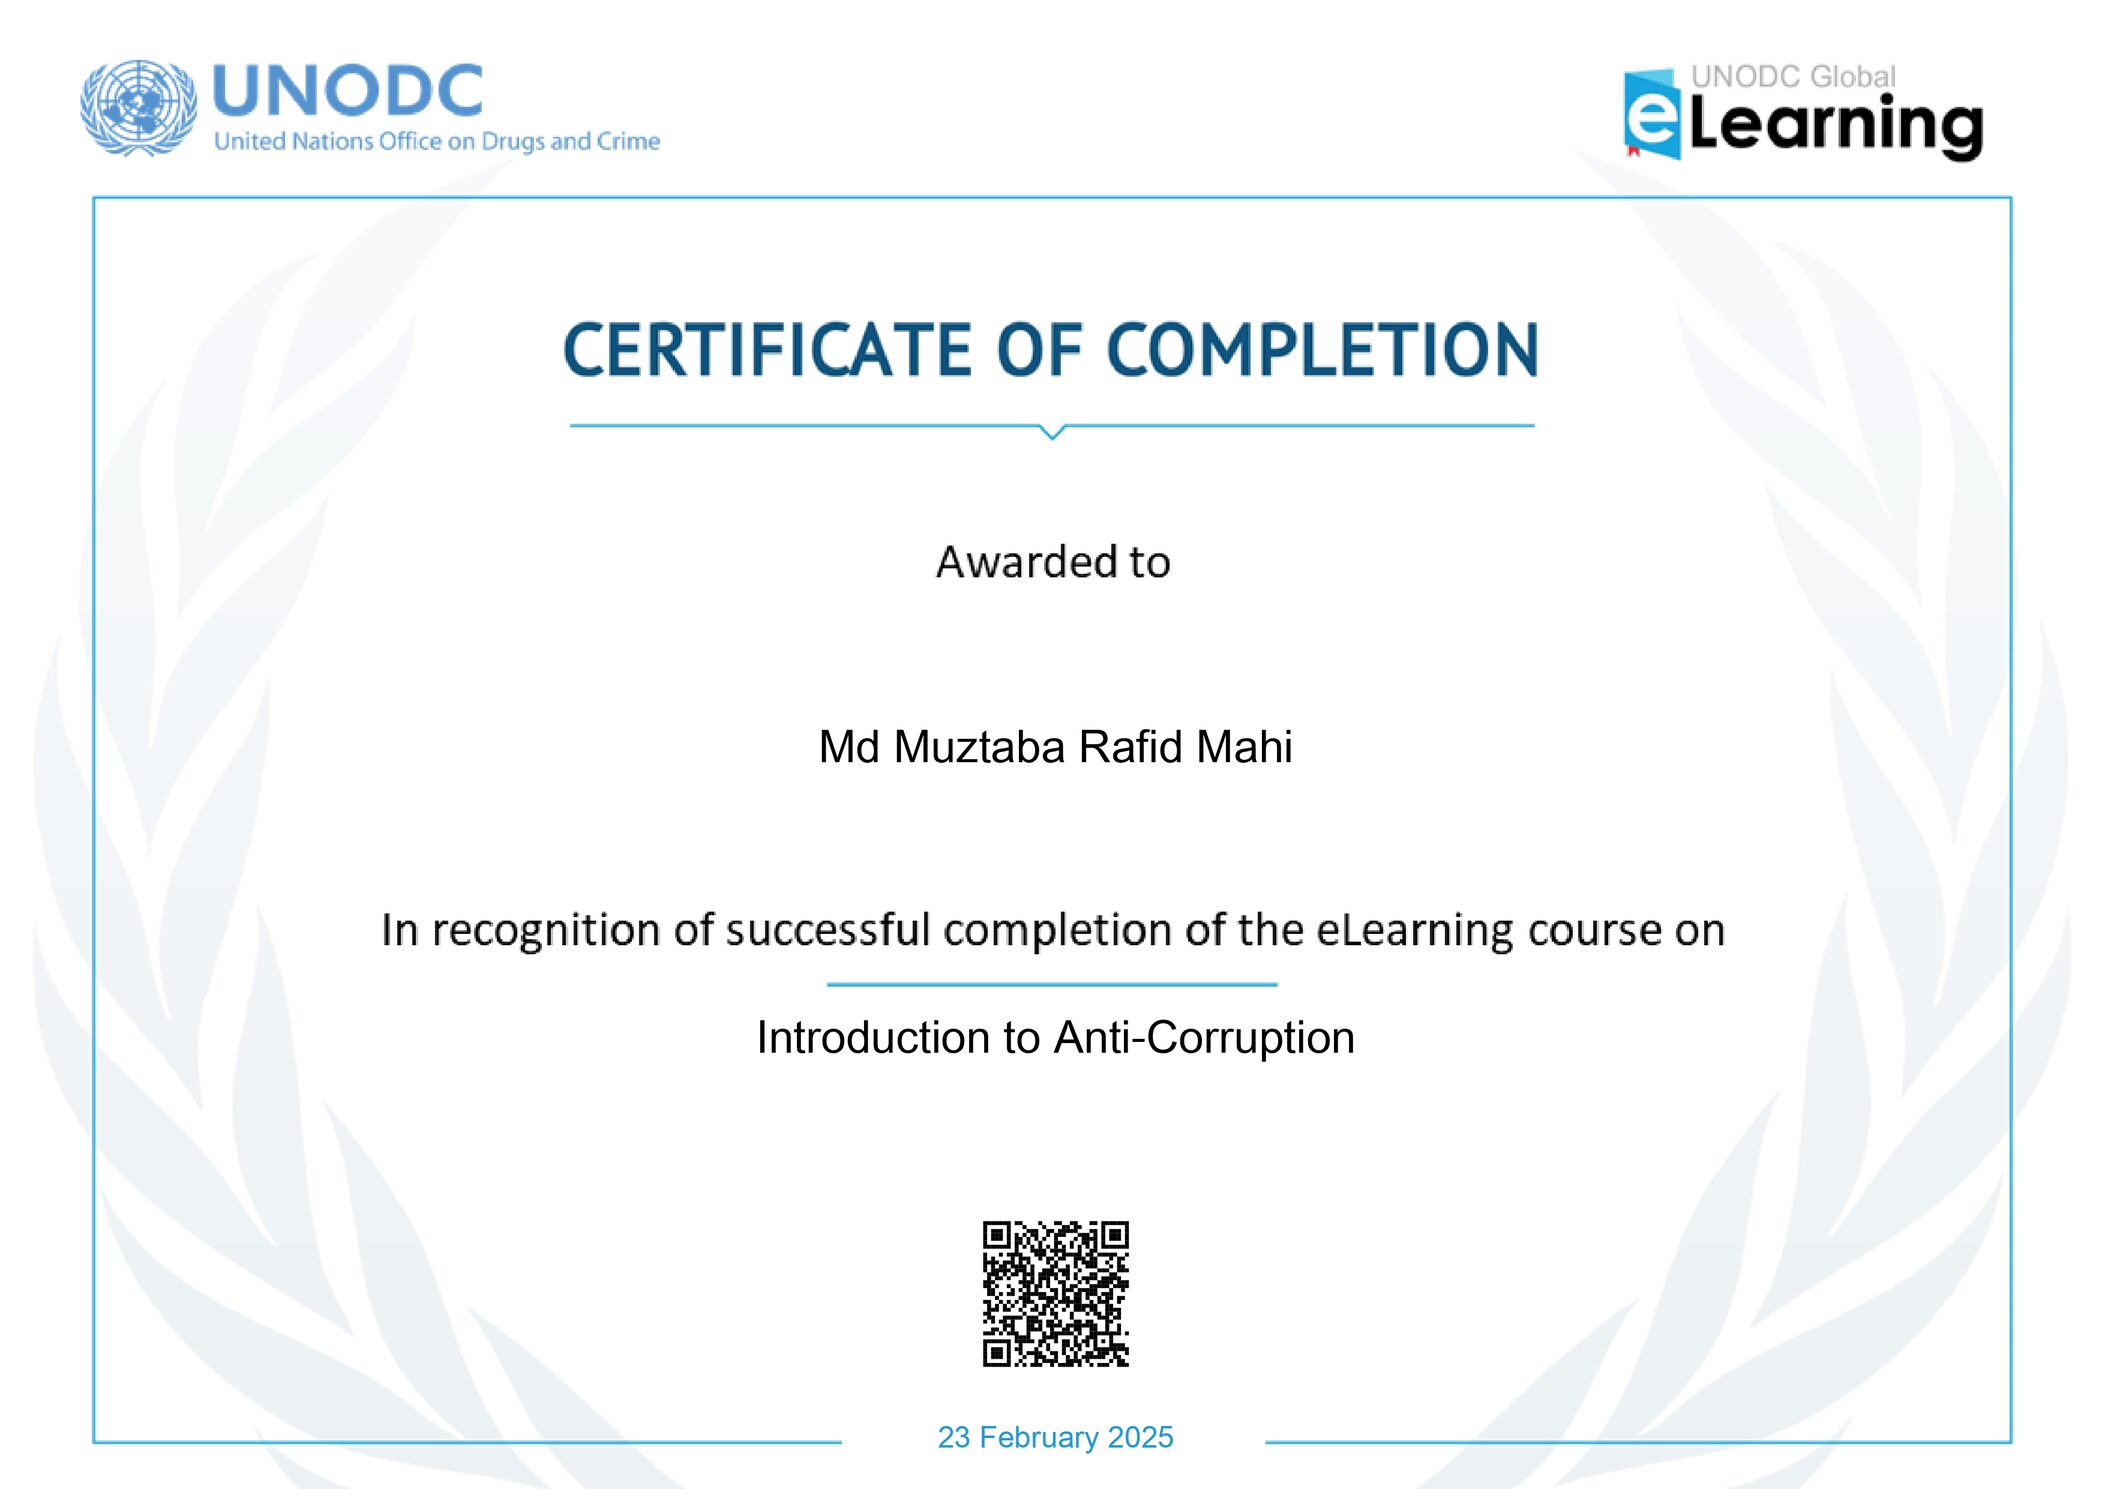 UNODC
United Nations Office on Drugs and Crime
UNODC Global
eLearning
CERTIFICATE OF COMPLETION
Awarded to
Md Muztaba Rafid Mahi
In recognition of successful completion of the eLearning course on
Introduction to Anti-Corruption
23 February 2025